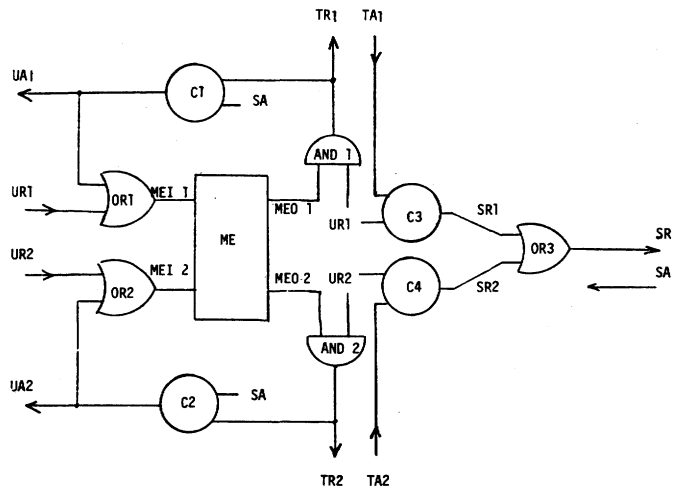 TR1 TA1
UA1 C1 SA
AND 1
UR1 OR1 MEI 1 MEO 1 UR1 C3 SR1
ME OR3 SR
UR2 OR2 MEI 2 MEO 2 UR2 C4 SR2 SA
AND 2
UA2 C2 SA
TR2 TA2